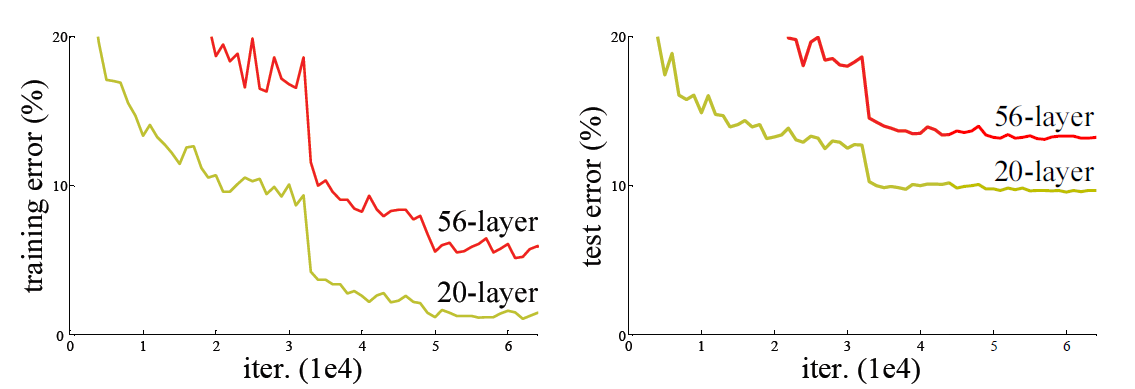 training error (%)
20
10
0
56-layer
20-layer
0 1 2 3 4 5 6
iter. (1e4)
test error (%)
20
10
0
56-layer
20-layer
0 1 2 3 4 5 6
iter. (1e4)